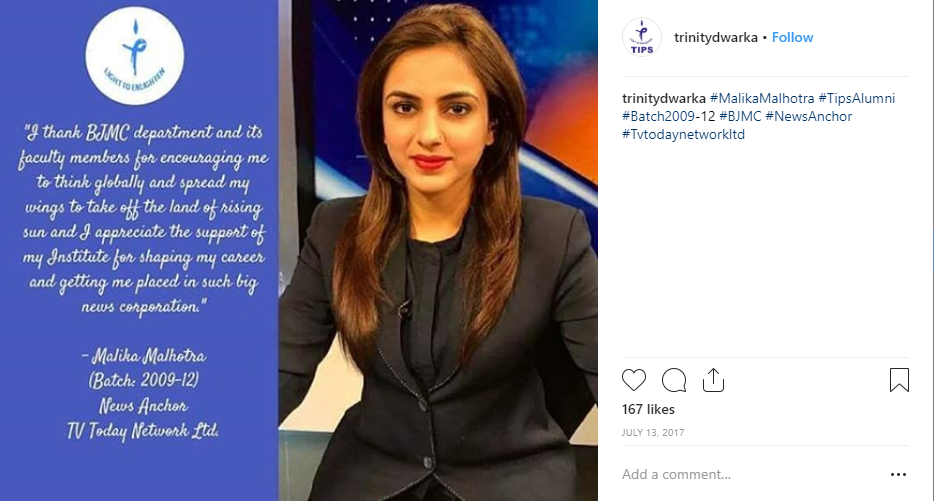 LIGHT TO ENLIGHTEN
"I thank BJMC department and its
faculty members for encouraging me
to think globally and spread my
wings to take off the land of rising
sun and I appreciate the support of
my Institute for shaping my career
and getting me placed in such big
news corporation."
- Malika Malhotra
(Batch: 2009-12)
News Anchor
TV Today Network Ltd.
TIPS
trinitydwarka • Follow
trinitydwarka #MalikaMalhotra #TipsAlumni
#Batch2009-12 #BJMC #NewsAnchor
#Tvtodaynetworkltd
167 likes
JULY 13, 2017
Add a comment...